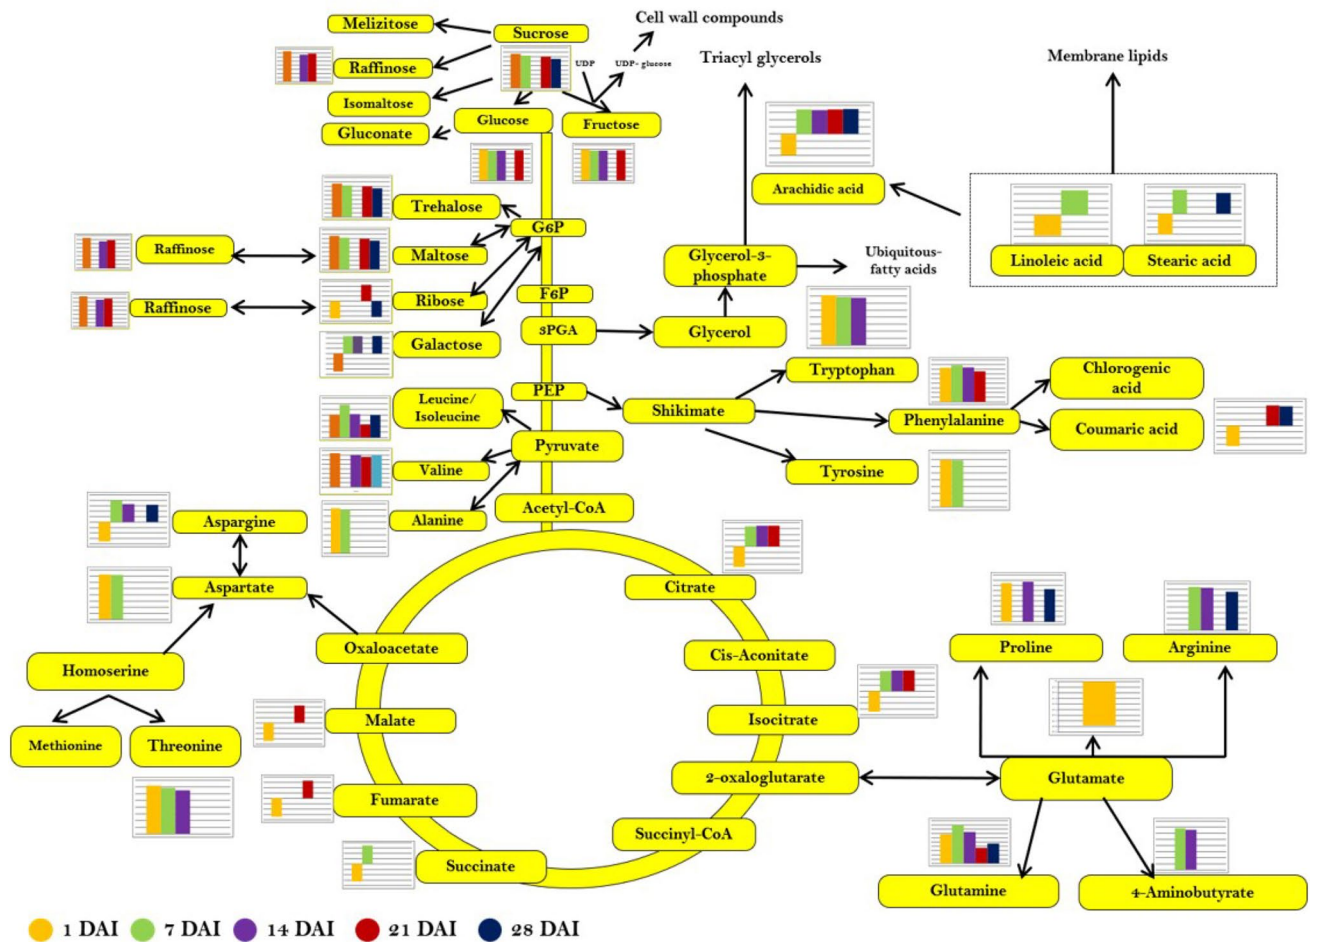 Cell wall compounds
Melizitose
Sucrose
Triacyl glycerols
Membrane lipids
UDP
UDP- glucose
Raffinose
Isomaltose
Glucose
Fructose
Gluconate
Arachidic acid
Trehalose
G6P
Raffinose
Maltose
Glycerol-3-
phosphate
Ubiquitous-
fatty acids
Linoleic acid
Stearic acid
F6P
Raffinose
Ribose
3PGA
Glycerol
Galactose
Tryptophan
Chlorogenic
acid
PEP
Leucine/
Isoleucine
Shikimate
Phenylalanine
Coumaric acid
Pyruvate
Valine
Tyrosine
Acetyl-CoA
Alanine
Aspargine
Aspartate
Citrate
Oxaloacetate
Cis-Aconitate
Proline
Arginine
Homoserine
Malate
Isocitrate
Methionine
Threonine
2-oxaloglutarate
Glutamate
Fumarate
Succinyl-CoA
Succinate
Glutamine
4-Aminobutyrate
1 DAI
7 DAI
14 DAI
21 DAI
28 DAI